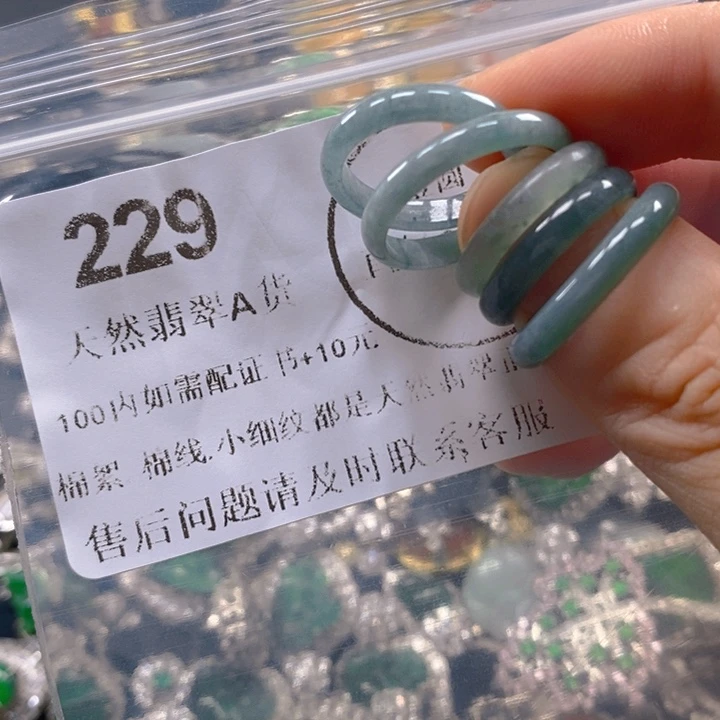 229
天然翡翠A货
100内如需配证书+10元
棉絮 棉线.小细纹都是天然翡翠
售后问题请及时联系客服